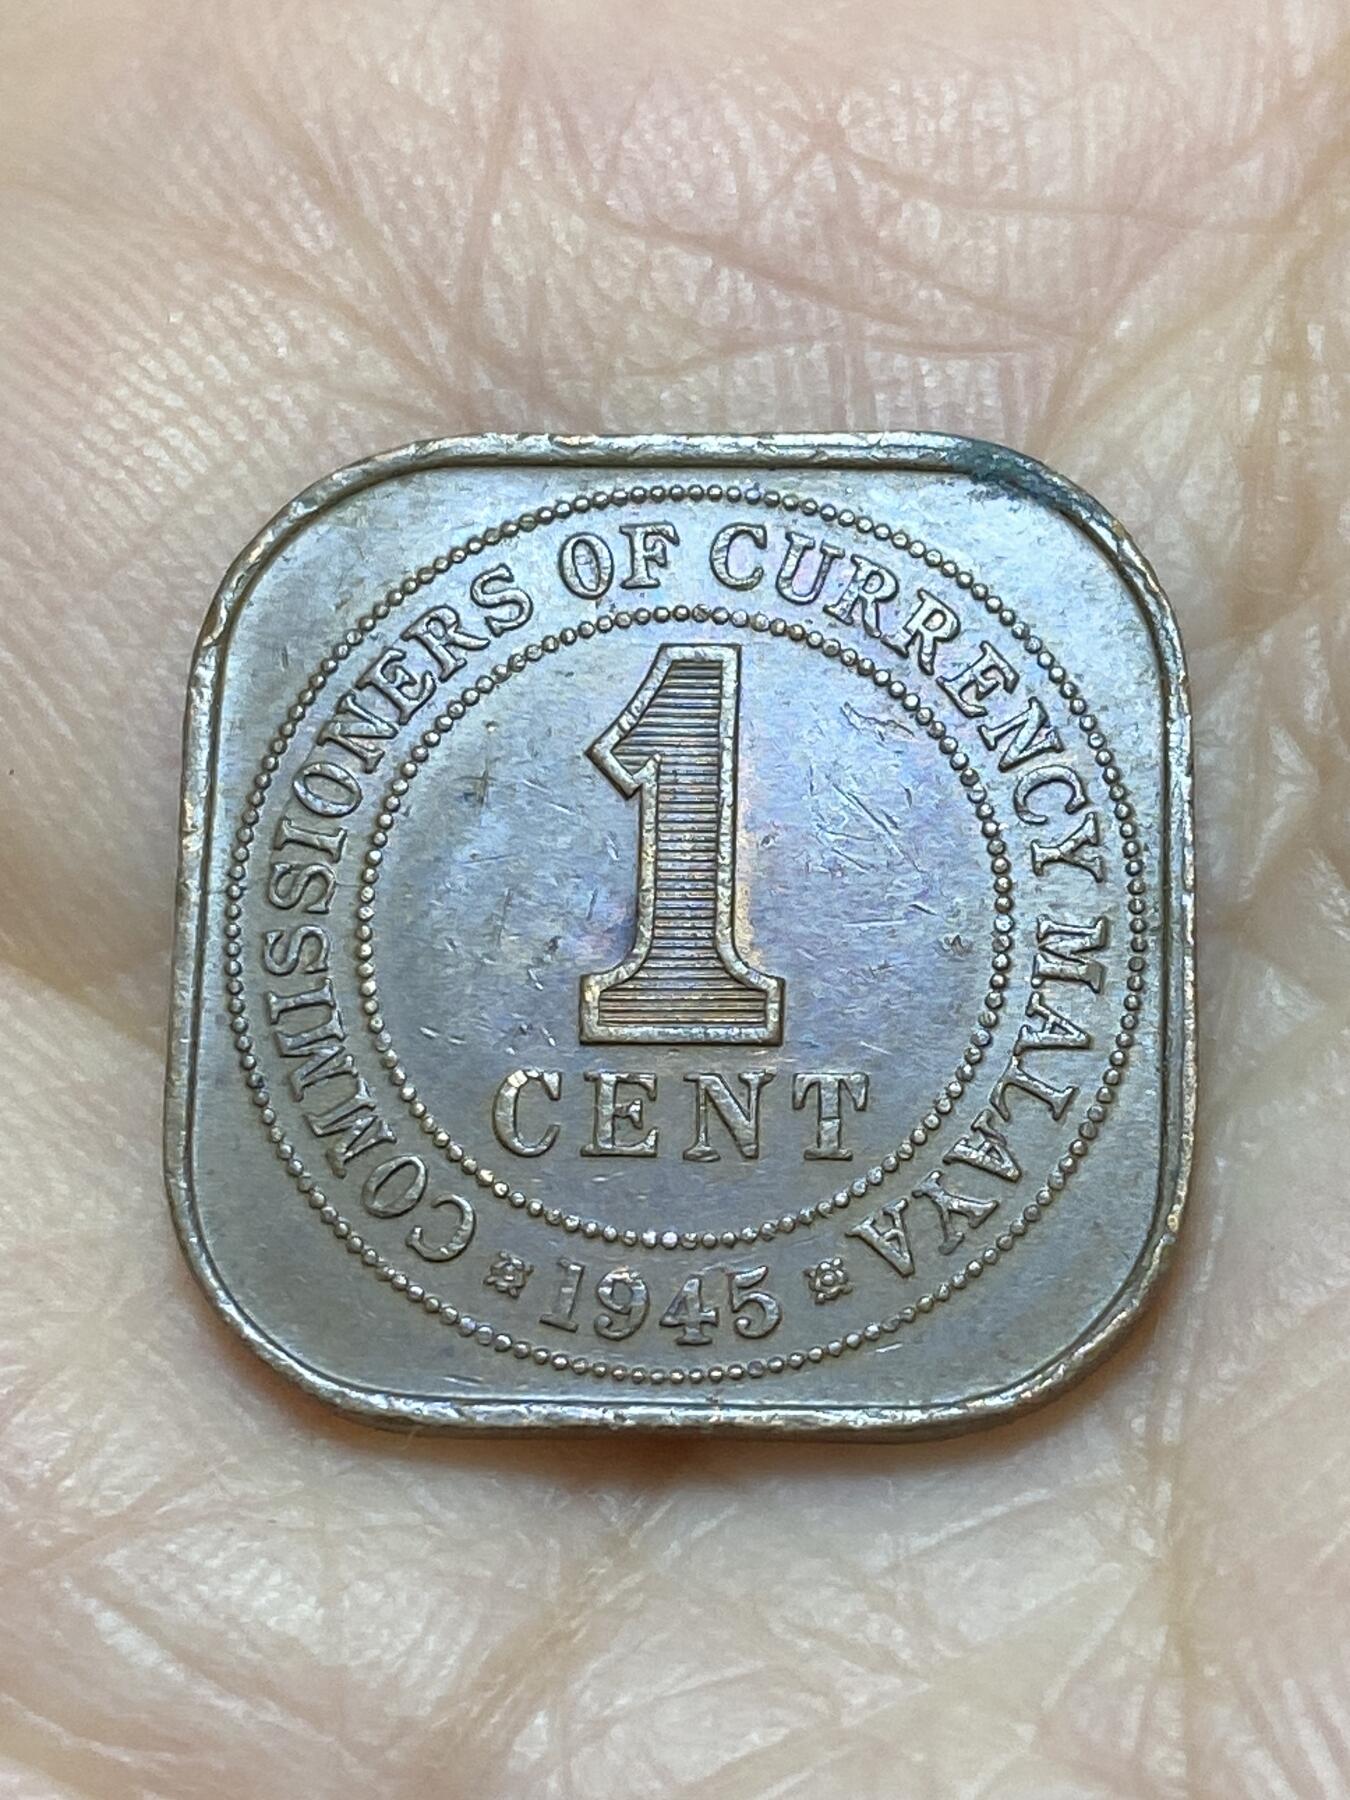 COMMISSIONERS OF CURRENCY MALAYA
1
CENT
1945